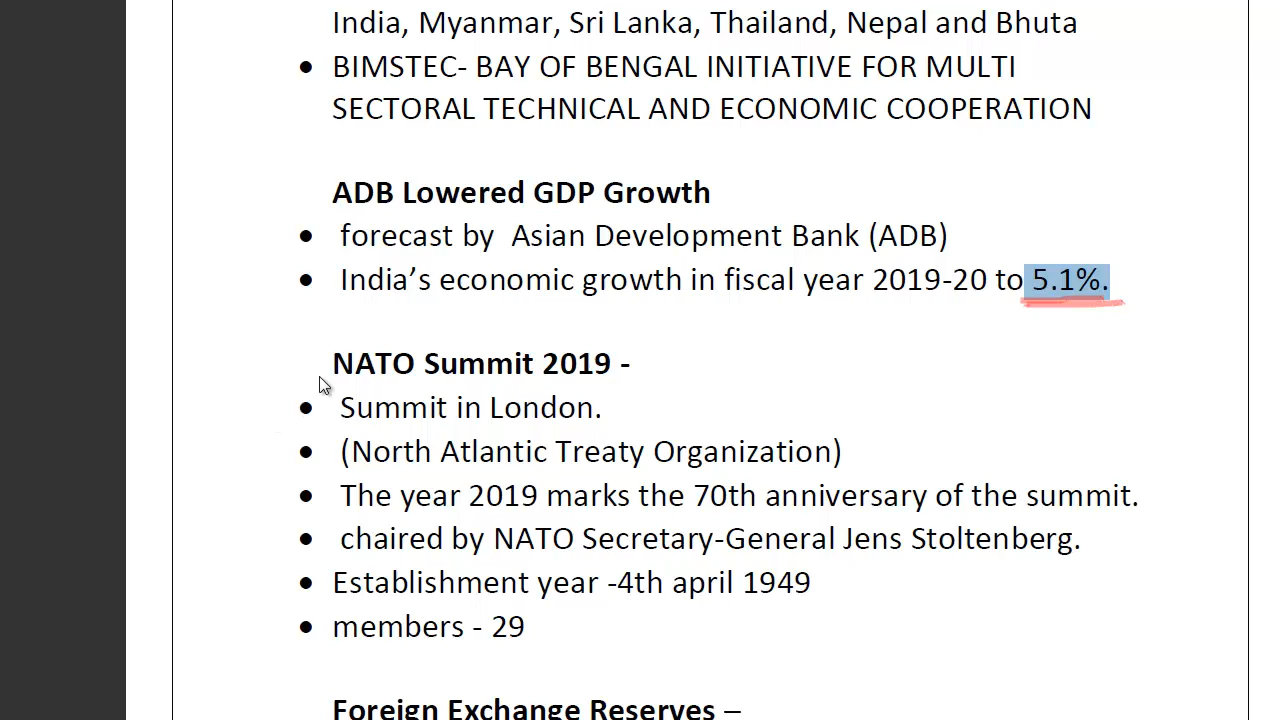 India, Myanmar, Sri Lanka, Thailand, Nepal and Bhuta
• BIMSTEC- BAY OF BENGAL INITIATIVE FOR MULTI
SECTORAL TECHNICAL AND ECONOMIC COOPERATION
ADB Lowered GDP Growth
• forecast by Asian Development Bank (ADB)
• India’s economic growth in fiscal year 2019-20 to 5.1%.
NATO Summit 2019 -
• Summit in London.
• (North Atlantic Treaty Organization)
• The year 2019 marks the 70th anniversary of the summit.
• chaired by NATO Secretary-General Jens Stoltenberg.
• Establishment year -4th april 1949
• members - 29
Foreign Exchange Reserves –